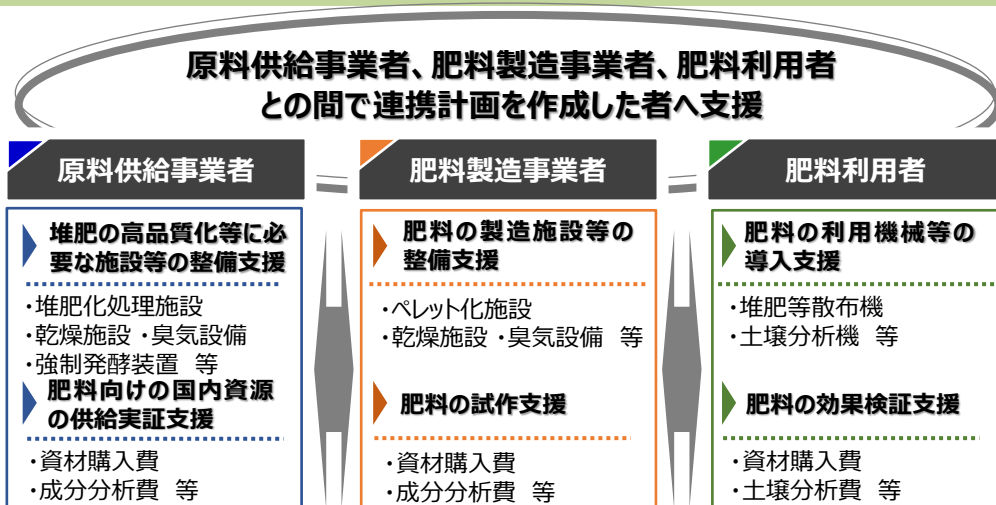 原料供給事業者、肥料製造事業者、肥料利用者
との間で連携計画を作成した者へ支援
原料供給事業者
堆肥の高品質化等に必
要な施設等の整備支援
・堆肥化処理施設
・乾燥施設・臭気設備
・強制発酵装置 等
肥料向けの国内資源
の供給実証支援
・資材購入費
・成分分析費 等
肥料製造事業者
肥料の製造施設等の
整備支援
・ペレット化施設
・乾燥施設・臭気設備 等
肥料の試作支援
・資材購入費
・成分分析費 等
肥料利用者
肥料の利用機械等の
導入支援
・堆肥等散布機
・土壌分析機 等
肥料の効果検証支援
・資材購入費
・土壌分析費 等